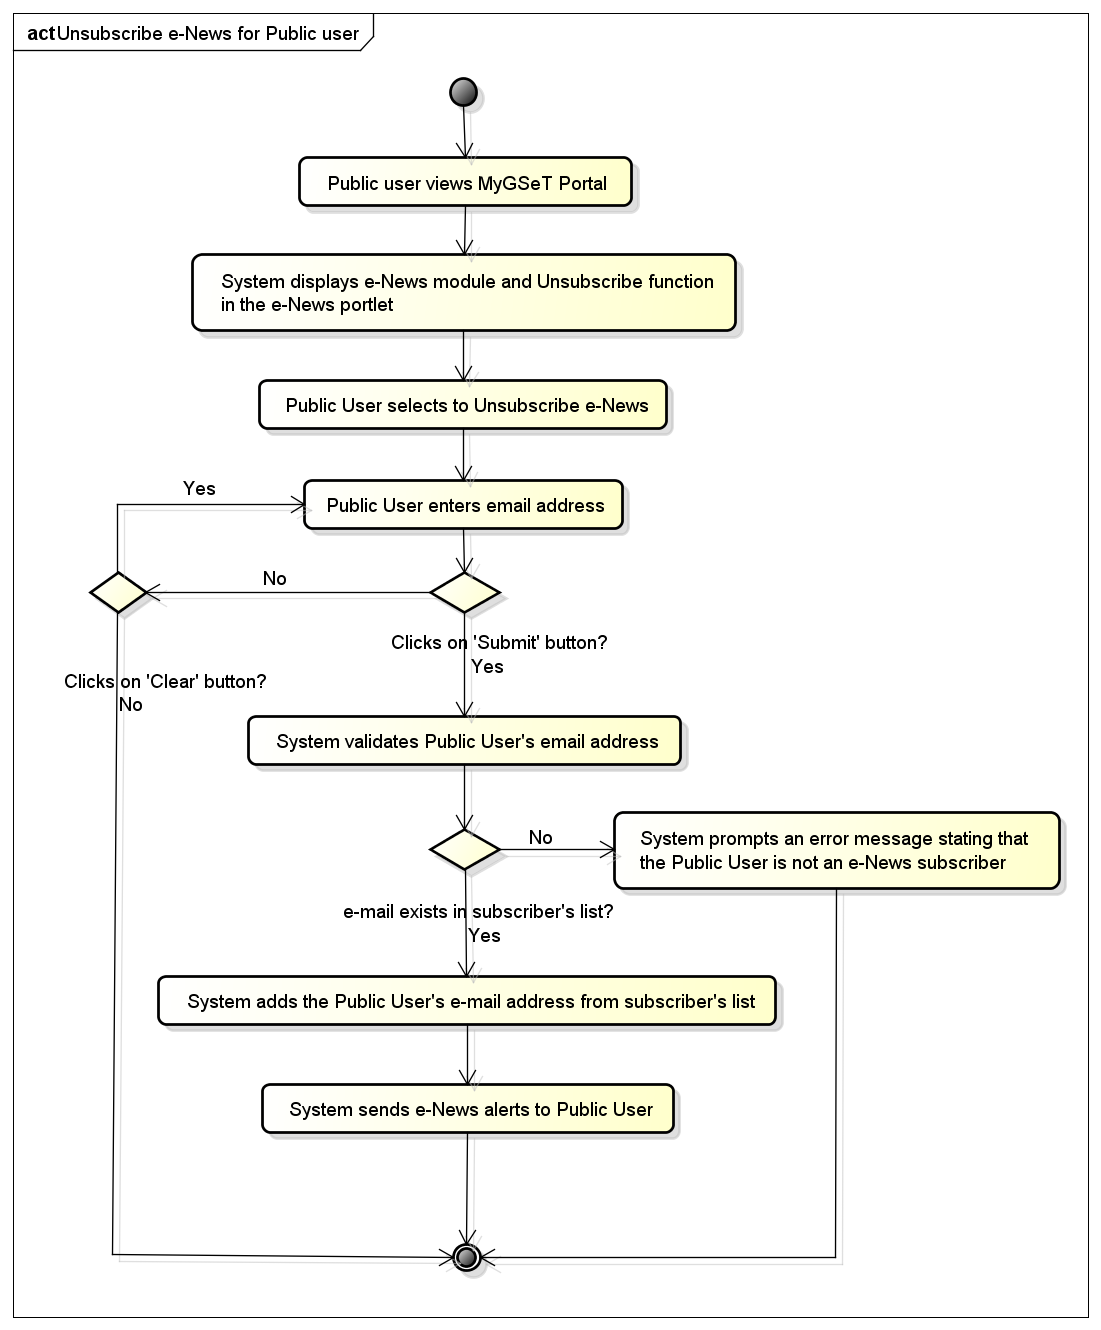 act Unsubscribe e-News for Public user
Public user views MyGSeT Portal
System displays e-News module and Unsubscribe function
in the e-News portlet
Public User selects to Unsubscribe e-News
Yes
Public User enters email address
No
Clicks on 'Submit' button?
Yes
Clicks on 'Clear' button?
No
System validates Public User's email address
No
System prompts an error message stating that
the Public User is not an e-News subscriber
e-mail exists in subscriber's list?
Yes
System adds the Public User's e-mail address from subscriber's list
System sends e-News alerts to Public User